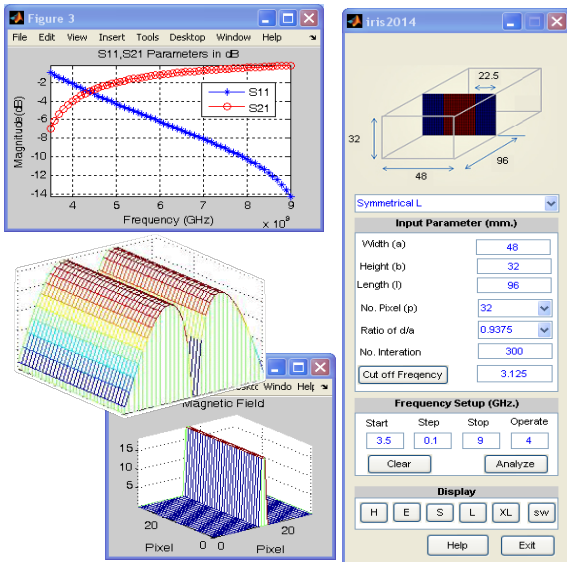 Figure 3
File Edit View Insert Tools Desktop Window Help
S11,S21 Parameters in dB
Magnitude(dB)
-2
-4
-6
-8
-10
-12
-14
S11
S21
4 5 6 7 8 9
Frequency (GHz)
x 10⁹
Windo Help
Magnetic Field
15
10
5
20
0
0
20
Pixel
Pixel
iris2014
22.5
32
48
96
Symmetrical L
Input Parameter (mm.)
Width (a) 48
Height (b) 32
Length (l) 96
No. Pixel (p) 32
Ratio of d/a 0.9375
No. Interation 300
Cut off Freqency 3.125
Frequency Setup (GHz.)
Start Step Stop Operate
3.5 0.1 9 4
Clear Analyze
Display
H E S L XL sw
Help Exit